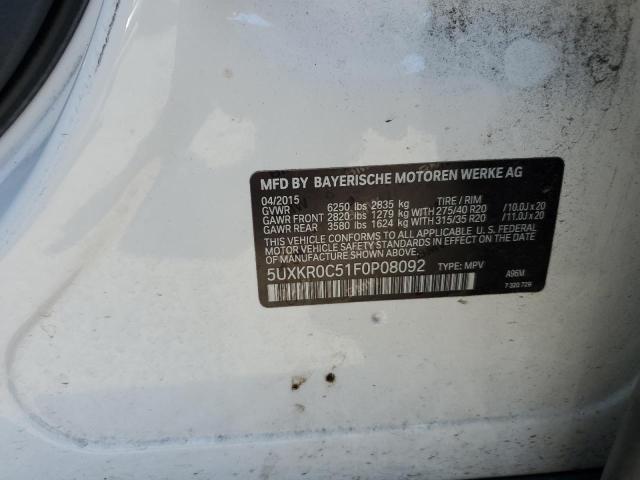 MFD BY BAYERISCHE MOTOREN WERKE AG
04/2015 TIRE / RIM
GVWR 6250 lbs 2835 kg
GAWR FRONT 2820 lbs 1279 kg WITH 275/40 R20 /10.0J x 20
GAWR REAR 3580 lbs 1624 kg WITH 315/35 R20 /11.0J x 20
THIS VEHICLE CONFORMS TO ALL APPLICABLE U. S. FEDERAL
MOTOR VEHICLE SAFETY STANDARDS IN EFFECT ON THE DATE
OF MANUFACTURE SHOWN ABOVE.
5UXKR0C51F0P08092 TYPE: MPV
A96M
7 320 729